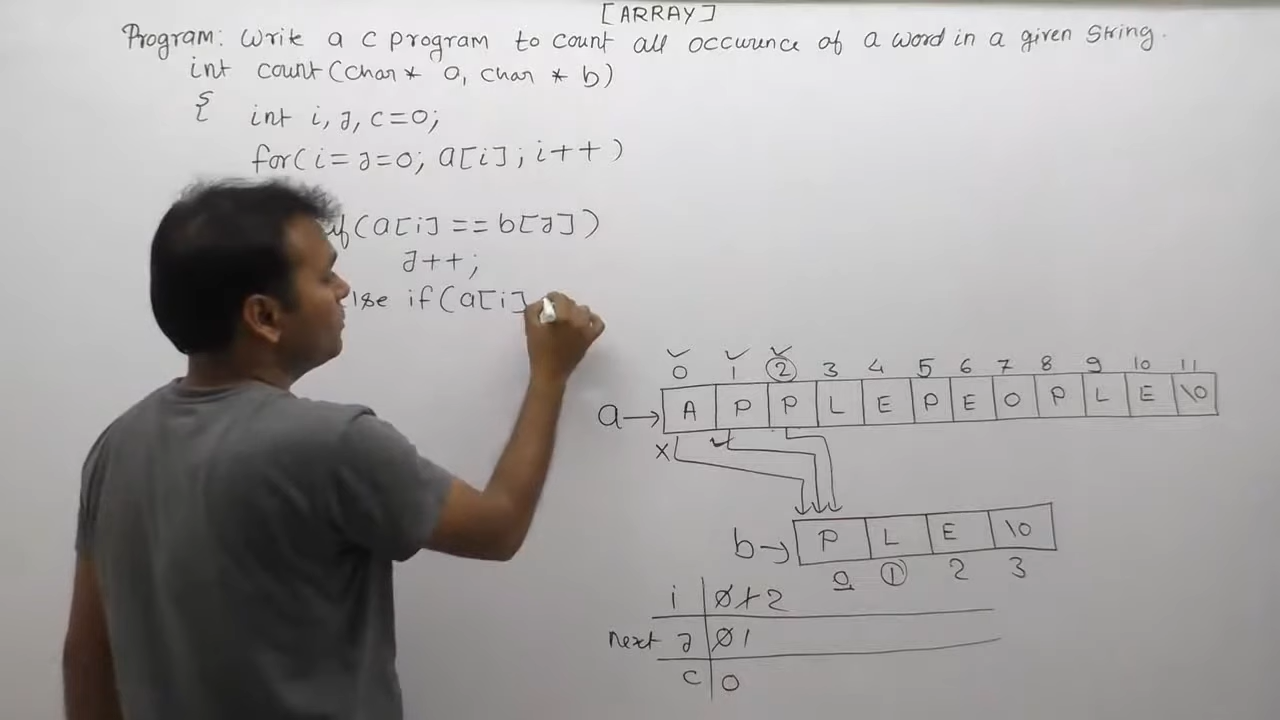 [ARRAY]
Program: Write a c program to count all occurence of a word in a given string.
int count(char* a, char * b)
{ int i, j, c=0;
for(i=j=0; a[i]; i++)
if(a[i] == b[j])
j++;
else if(a[i]
0 1 2 3 4 5 6 7 8 9 10 11
a→ A P P L E P E O P L E \0
x
b→ P L E \0
0 1 2 3
i 0 1 2
next j 0 1
c 0